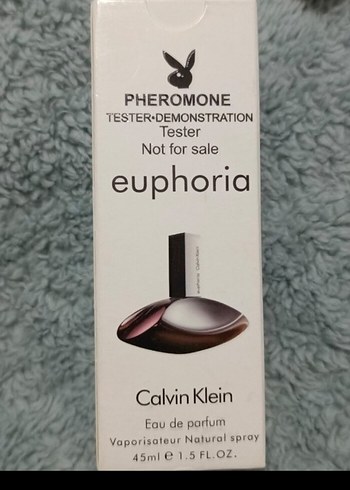 PHEROMONE
TESTER•DEMONSTRATION
Tester
Not for sale
euphoria
Calvin Klein
Eau de parfum
Vaporisateur Natural spray
45ml e 1.5 FL.OZ.